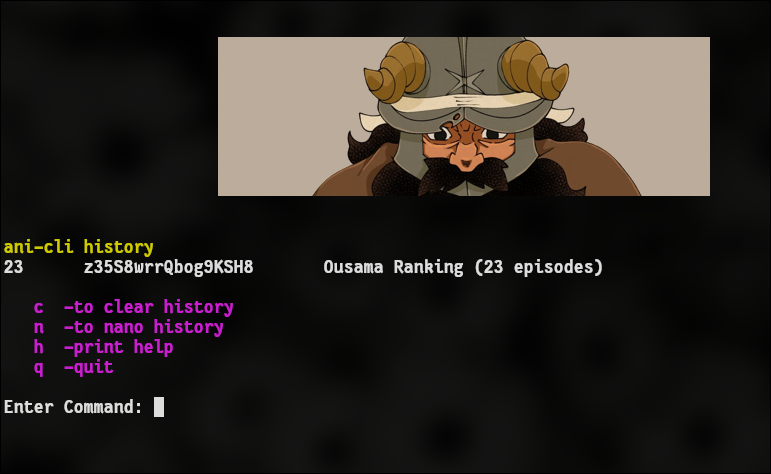 ani-cli history
23 z35S8wrrQbog9KSH8 Ousama Ranking (23 episodes)
c -to clear history
n -to nano history
h -print help
q -quit
Enter Command: